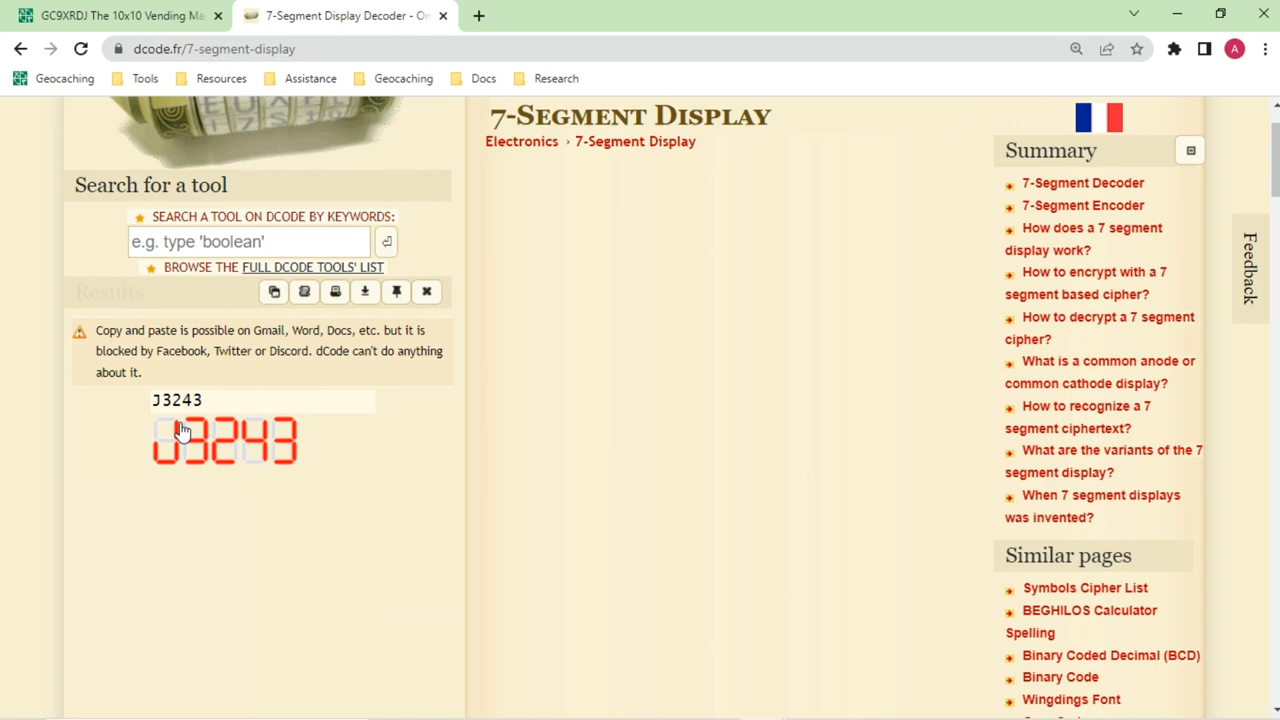 GC9XRDJ The 10x10 Vending Ma
7-Segment Display Decoder - On
dcode.fr/7-segment-display
A
Geocaching
Tools
Resources
Assistance
Geocaching
Docs
Research
Search for a tool
SEARCH A TOOL ON DCODE BY KEYWORDS:
e.g. type 'boolean'
BROWSE THE FULL DCODE TOOLS' LIST
Results
Copy and paste is possible on Gmail, Word, Docs, etc. but it is
blocked by Facebook, Twitter or Discord. dCode can't do anything
about it.
J3243
J3243
7-Segment Display
Electronics › 7-Segment Display
Summary
7-Segment Decoder
7-Segment Encoder
How does a 7 segment
display work?
How to encrypt with a 7
segment based cipher?
How to decrypt a 7 segment
cipher?
What is a common anode or
common cathode display?
How to recognize a 7
segment ciphertext?
What are the variants of the 7
segment display?
When 7 segment displays
was invented?
Similar pages
Symbols Cipher List
BEGHILOS Calculator
Spelling
Binary Coded Decimal (BCD)
Binary Code
Wingdings Font
Feedback